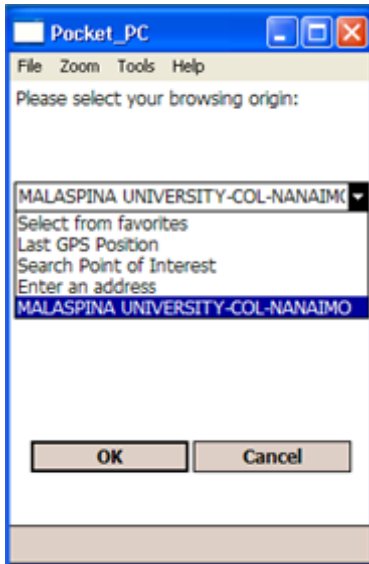 Pocket_PC
File Zoom Tools Help
Please select your browsing origin:
MALASPINA UNIVERSITY-COL-NANAIM(
Select from favorites
Last GPS Position
Search Point of Interest
Enter an address
MALASPINA UNIVERSITY-COL-NANAIMO
OK Cancel